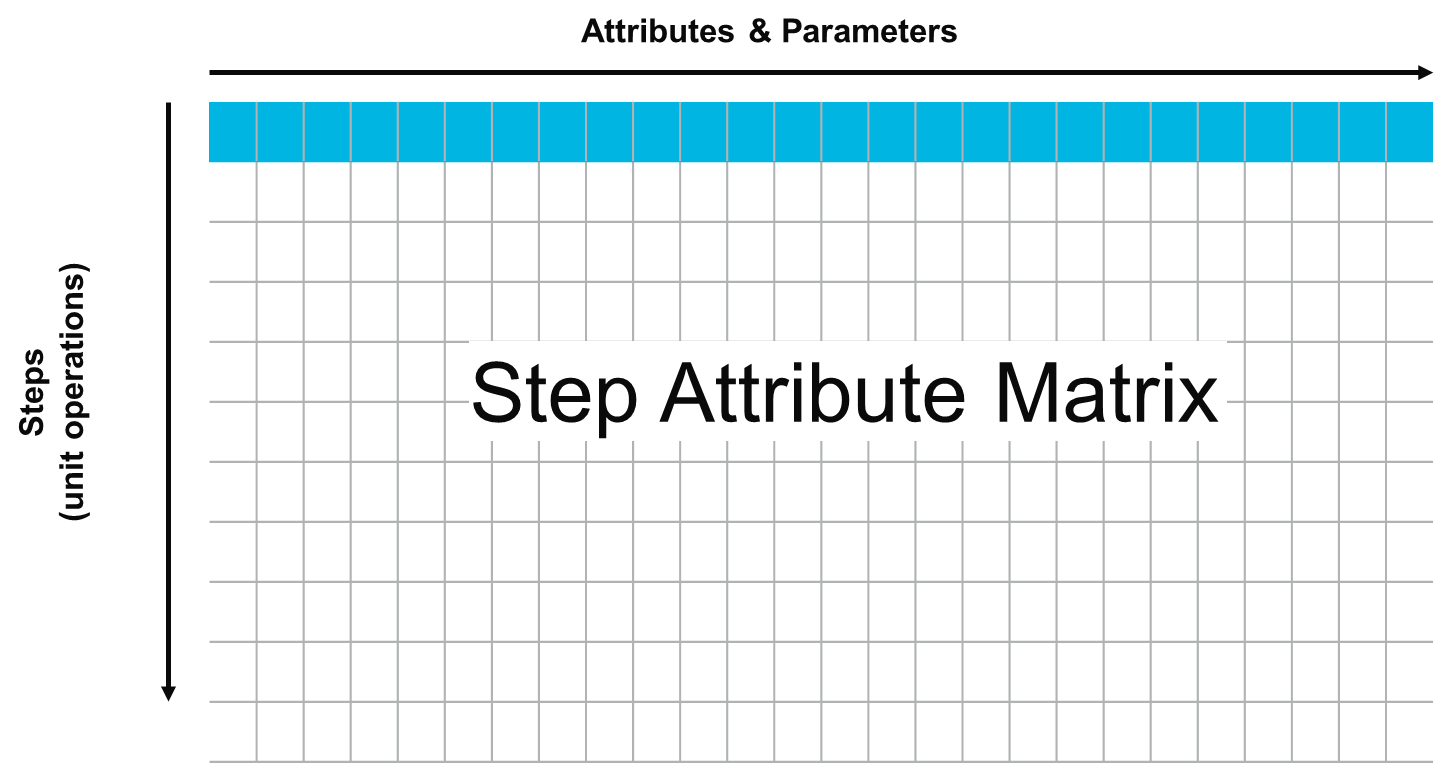 Attributes & Parameters
Steps
(unit operations)
Step Attribute Matrix